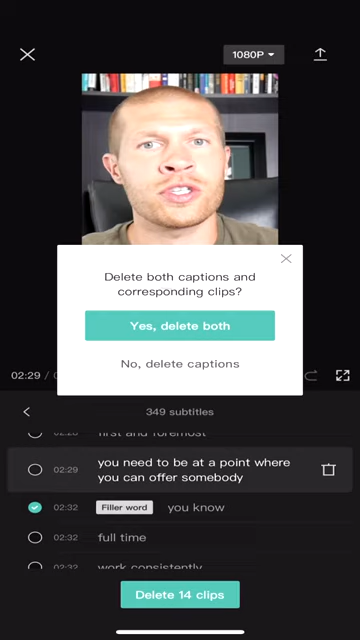 1080P
Delete both captions and
corresponding clips?
Yes, delete both
No, delete captions
02:29 /
349 subtitles
02:28 first and foremost
02:29 you need to be at a point where
you can offer somebody
02:32 Filler word you know
02:32 full time
02:32 work consistently
Delete 14 clips